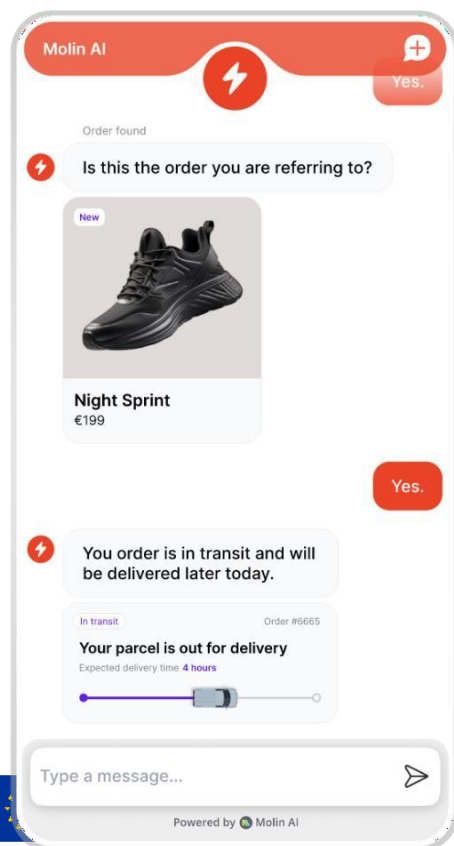 Molin AI
Yes.
Order found
Is this the order you are referring to?
New
Night Sprint
€199
Yes.
You order is in transit and will
be delivered later today.
In transit Order #6665
Your parcel is out for delivery
Expected delivery time 4 hours
Type a message...
Powered by Molin AI